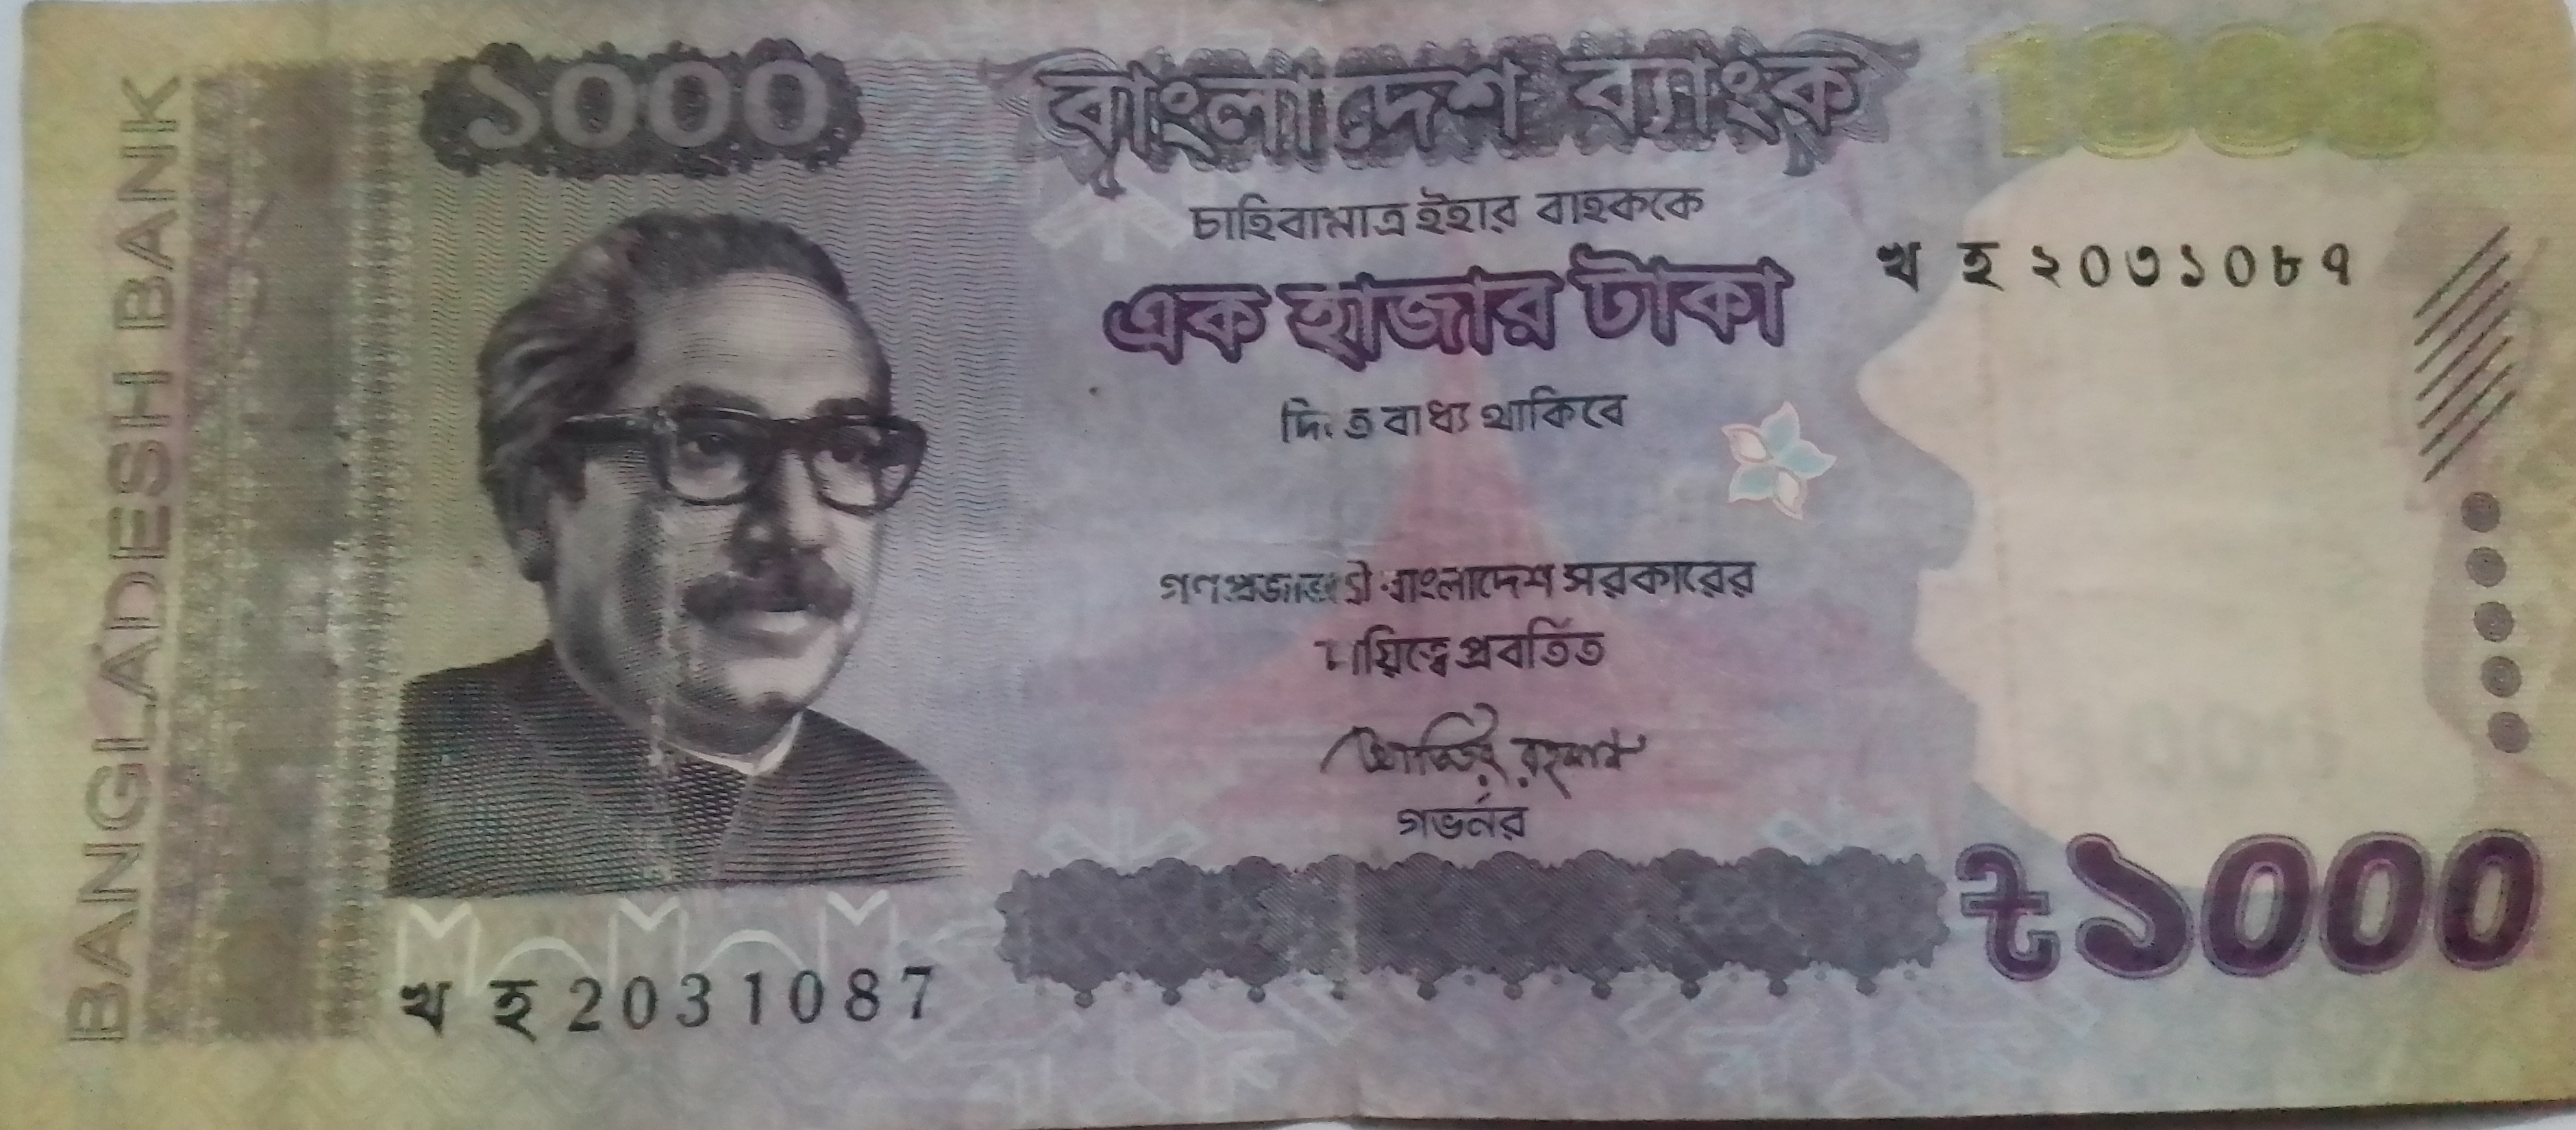 BANGLADESH BANK
১০০০
বাংলাদেশ ব্যাংক
1000
চাহিবামাত্র ইহার বাহককে
খ হ ২০৩১০৮৭
এক হাজার টাকা
দিতে বাধ্য থাকিবে
গণপ্রজাতন্ত্রী বাংলাদেশ সরকারের
দায়িত্বে প্রবর্তিত
আতিউর রহমান
গভর্নর
৳১০০০
খ হ 2031087